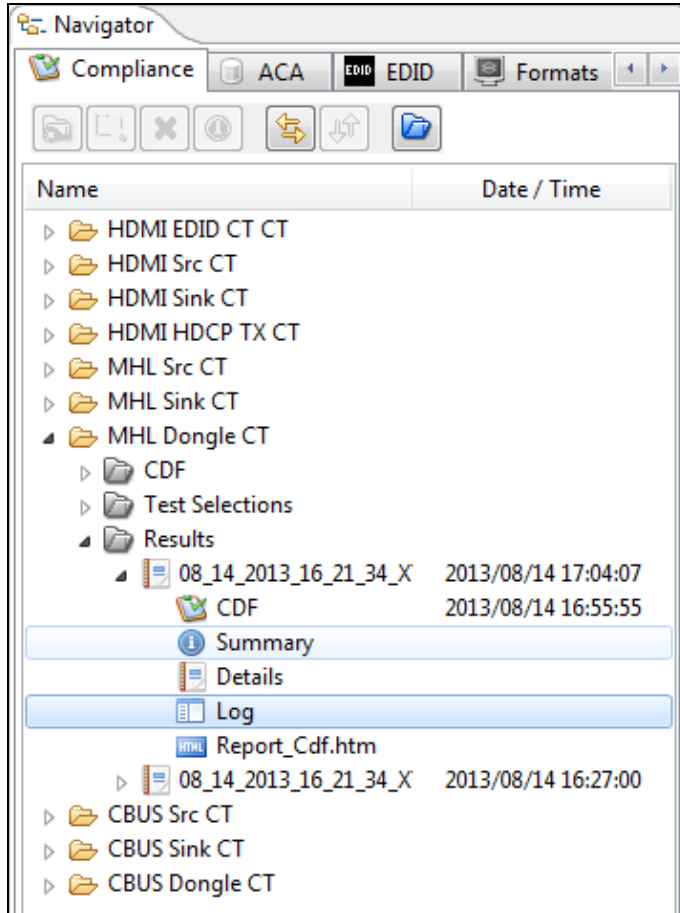 Navigator
Compliance ACA EDID EDID Formats
Name Date / Time
HDMI EDID CT CT
HDMI Src CT
HDMI Sink CT
HDMI HDCP TX CT
MHL Src CT
MHL Sink CT
MHL Dongle CT
CDF
Test Selections
Results
08_14_2013_16_21_34_X 2013/08/14 17:04:07
CDF 2013/08/14 16:55:55
Summary
Details
Log
HTML Report_Cdf.htm
08_14_2013_16_21_34_X 2013/08/14 16:27:00
CBUS Src CT
CBUS Sink CT
CBUS Dongle CT